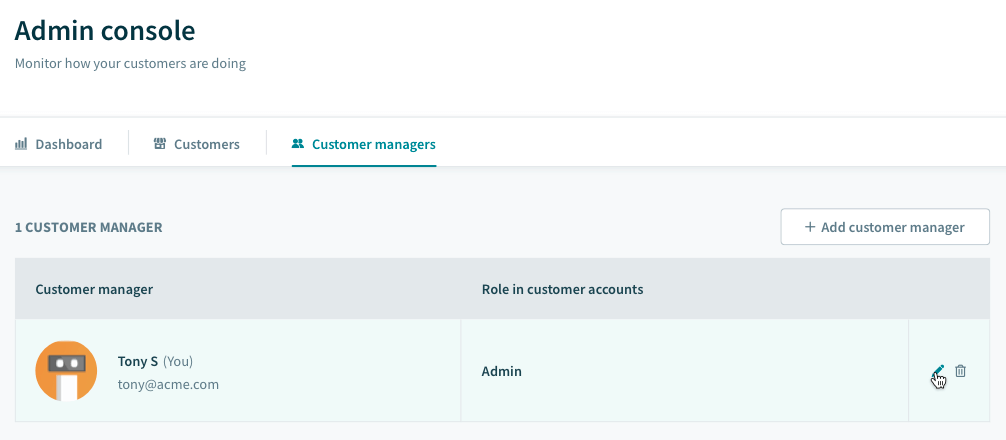 Admin console
Monitor how your customers are doing
Dashboard
Customers
Customer managers
1 CUSTOMER MANAGER
+ Add customer manager
Customer manager
Role in customer accounts
Tony S (You)
tony@acme.com
Admin